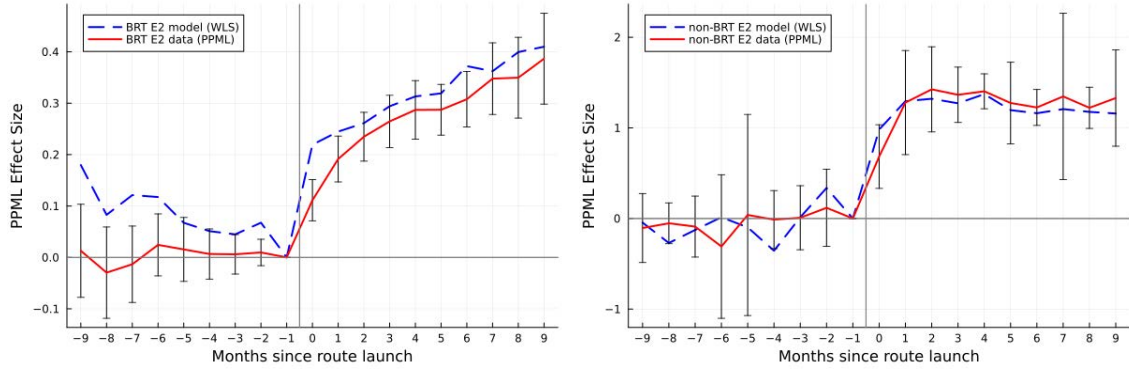 BRT E2 model (WLS)
BRT E2 data (PPML)
PPML Effect Size
0.4
0.3
0.2
0.1
0.0
−0.1
−9 −8 −7 −6 −5 −4 −3 −2 −1 0 1 2 3 4 5 6 7 8 9
Months since route launch
non-BRT E2 model (WLS)
non-BRT E2 data (PPML)
PPML Effect Size
2
1
0
−1
−9 −8 −7 −6 −5 −4 −3 −2 −1 0 1 2 3 4 5 6 7 8 9
Months since route launch